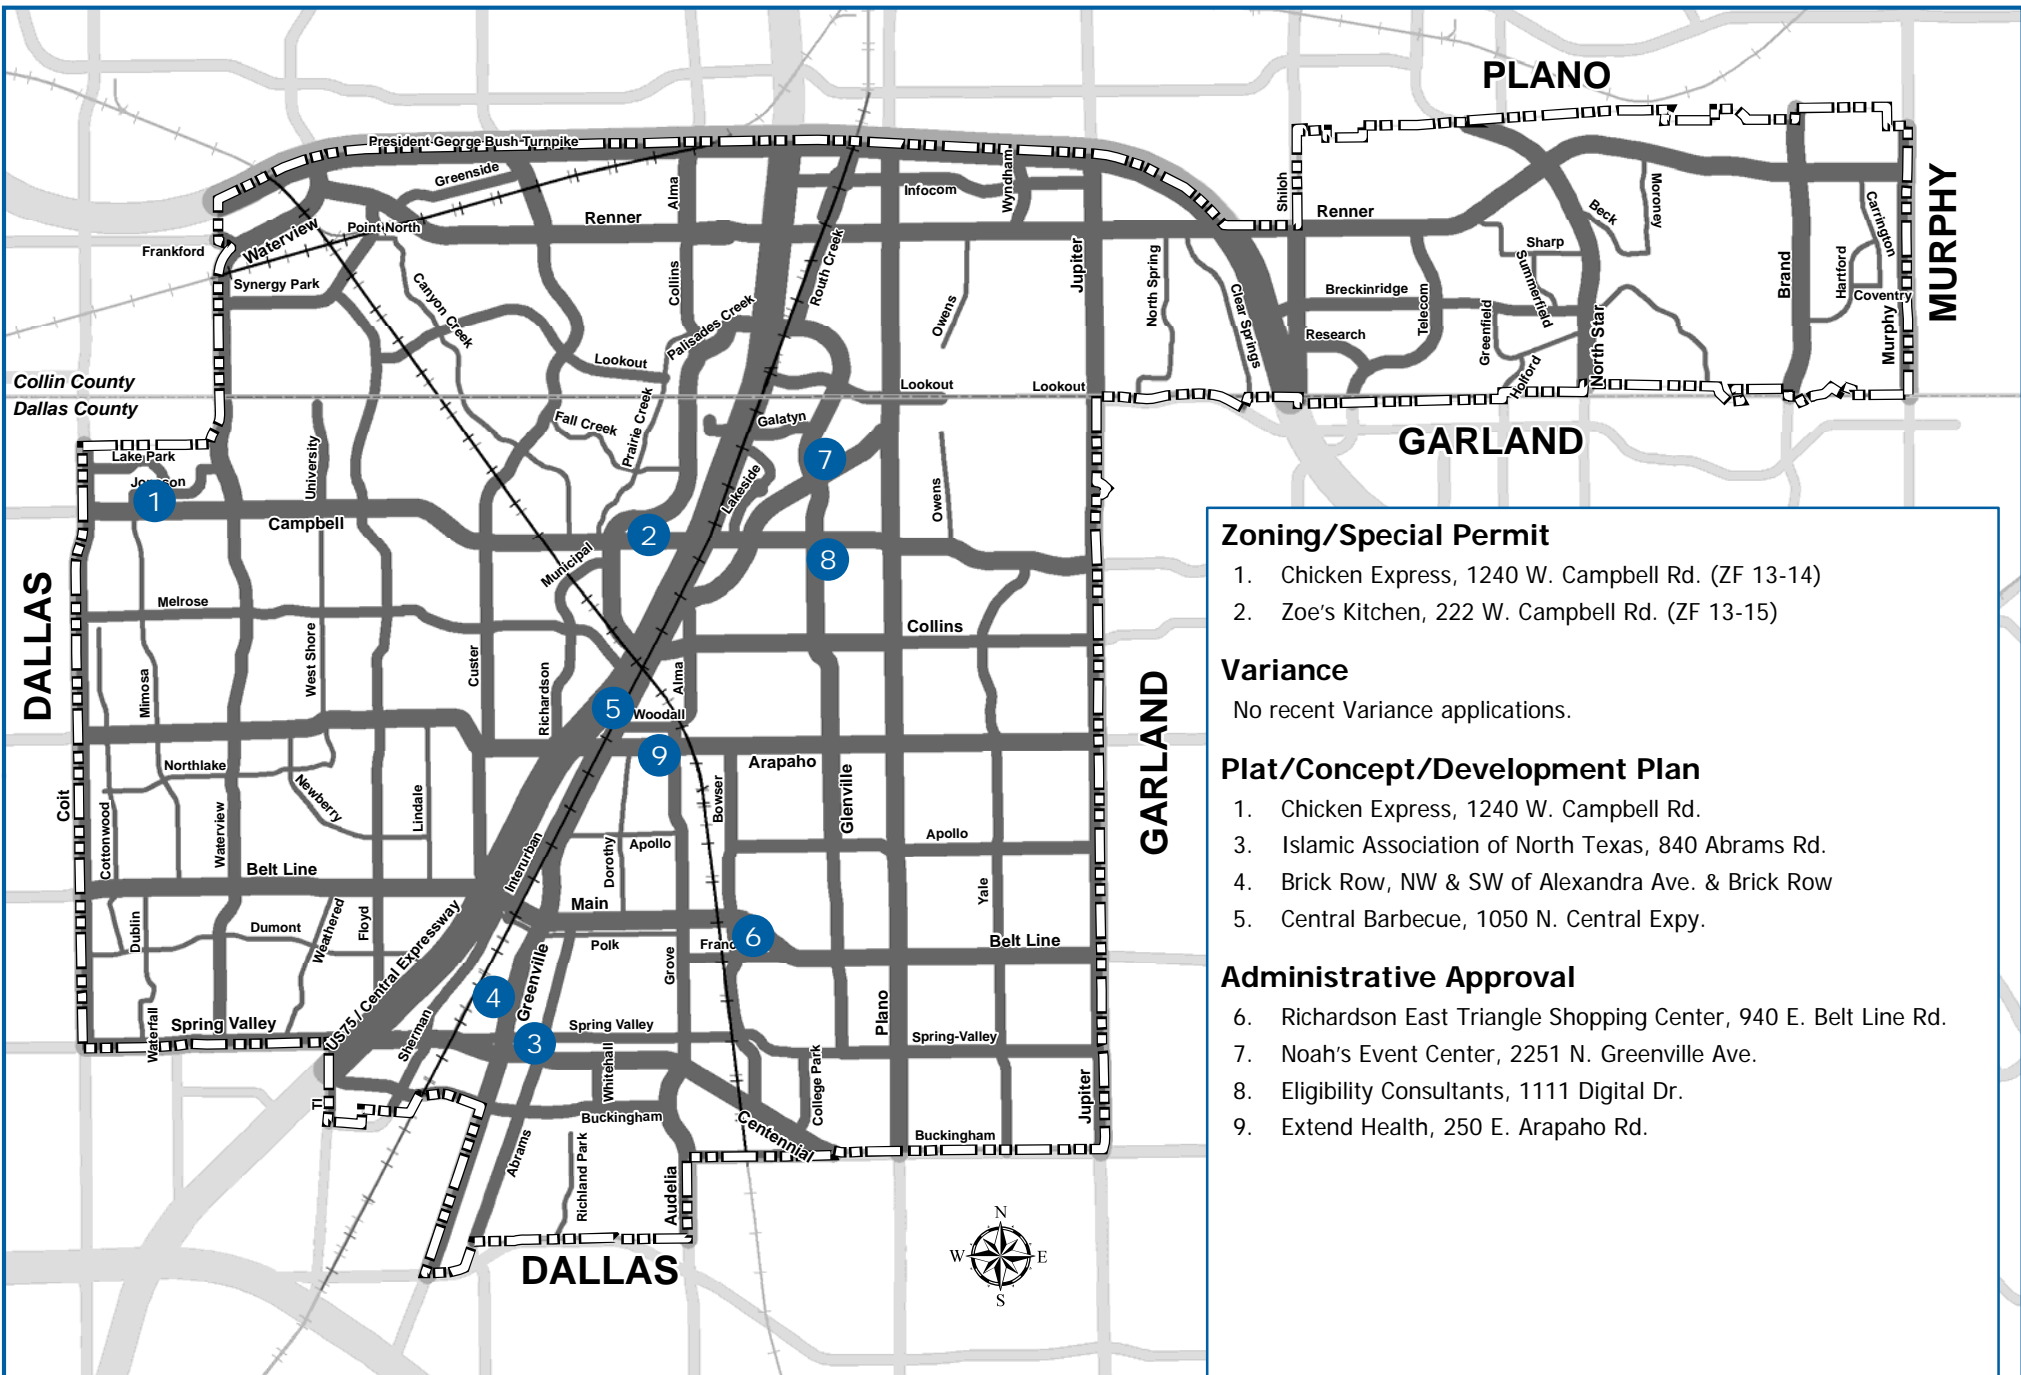 PLANO
President George Bush Turnpike
Greenside
Alma
Infocom
Wyndham
Shiloh
Moroney
MURPHY
Renner
Renner
Beck
Carrington
Point North
Waterview
Frankford
Routh Creek
Jupiter
North Spring
Sharp
Summerfield
Brand
Hartford
Synergy Park
Canyon Creek
Collins
Clear Springs
Breckinridge
Telecom
Coventry
Palisades Creek
Owens
Research
Greenfield
North Star
Murphy
Lookout
Holford
Collin County
Lookout
Lookout
Dallas County
Prairie Creek
Fall Creek
Galatyn
GARLAND
University
Lake Park
7
Lakeside
Owens
1
Campbell
2
Municipal
8
DALLAS
Melrose
Collins
West Shore
Custer
Richardson
Alma
Mimosa
GARLAND
5
Woodall
9
Arapaho
Northlake
Newberry
Bowser
Glenville
Coit
Cottonwood
Waterview
Lindale
Interurban
Dorothy
Apollo
Apollo
Belt Line
Yale
Main
Dublin
Dumont
Weathered
Floyd
US75 / Central Expressway
Polk
6
Belt Line
Grove
4
Greenville
Plano
Waterfall
Spring Valley
Sherman
3
Spring Valley
Spring-Valley
Whitehall
College Park
Jupiter
TI
Buckingham
Centennial
Buckingham
Abrams
Richland Park
Audelia
DALLAS
N
W
E
S
Zoning/Special Permit
1. Chicken Express, 1240 W. Campbell Rd. (ZF 13-14)
2. Zoe's Kitchen, 222 W. Campbell Rd. (ZF 13-15)
Variance
No recent Variance applications.
Plat/Concept/Development Plan
1. Chicken Express, 1240 W. Campbell Rd.
3. Islamic Association of North Texas, 840 Abrams Rd.
4. Brick Row, NW & SW of Alexandra Ave. & Brick Row
5. Central Barbecue, 1050 N. Central Expy.
Administrative Approval
6. Richardson East Triangle Shopping Center, 940 E. Belt Line Rd.
7. Noah's Event Center, 2251 N. Greenville Ave.
8. Eligibility Consultants, 1111 Digital Dr.
9. Extend Health, 250 E. Arapaho Rd.